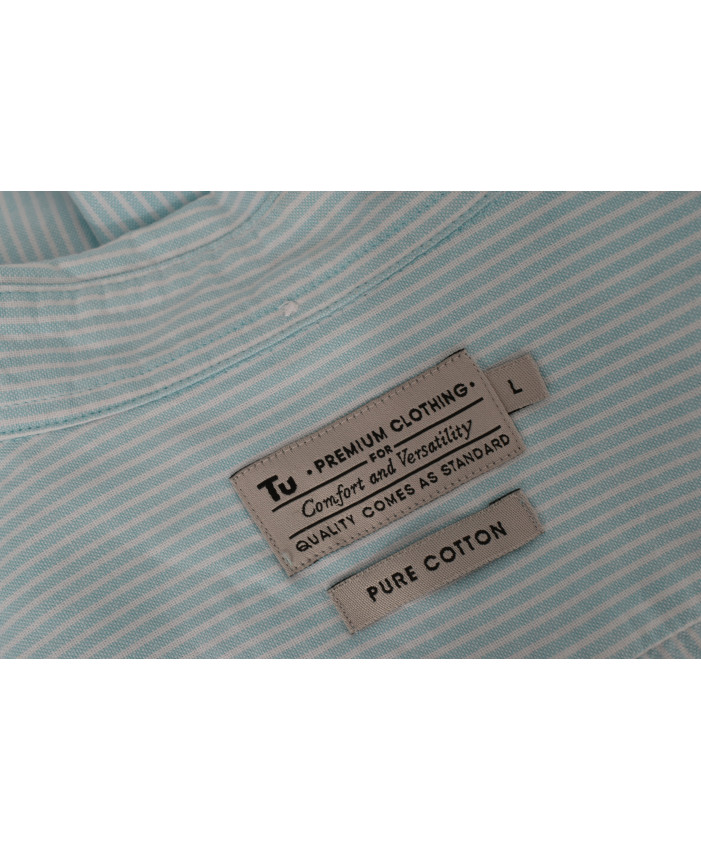 Tu · PREMIUM CLOTHING ·
FOR
Comfort and Versatility
QUALITY COMES AS STANDARD
L
PURE COTTON